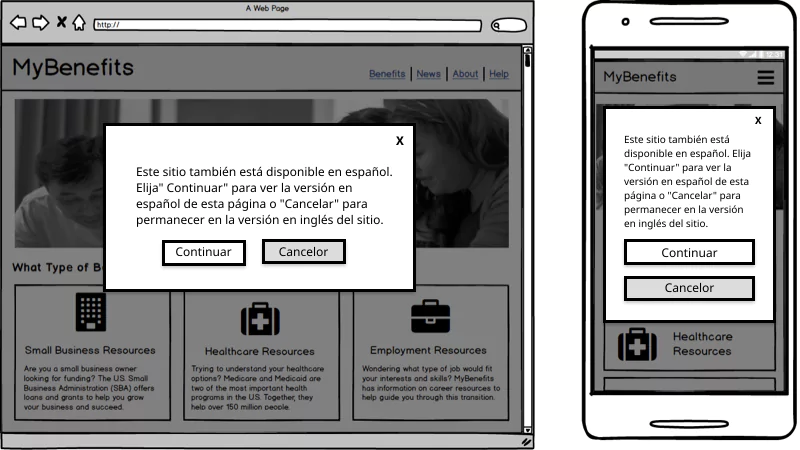 A Web Page
http://
MyBenefits
Benefits | News | About | Help
X
Este sitio también está disponible en español.
Elija" Continuar" para ver la versión en
español de esta página o "Cancelar" para
permanecer en la versión en inglés del sitio.
Continuar
Cancelor
What Type of B
Small Business Resources
Are you a small business owner
looking for funding? The U.S. Small
Business Administration (SBA) offers
loans and grants to help you grow
your business and succeed.
Healthcare Resources
Trying to understand your healthcare
options? Medicare and Medicaid are
two of the most important health
programs in the U.S. Together, they
help over 150 million people.
Employment Resources
Wondering what type of job would fit
your interests and skills? MyBenefits
has information on career resources to
help guide you through this transition.
MyBenefits
X
Este sitio también está
disponible en español. Elija
"Continuar" para ver la
versión en español de esta
página o "Cancelar" para
permanecer en la versión
en inglés del sitio.
Continuar
Cancelor
Healthcare
Resources